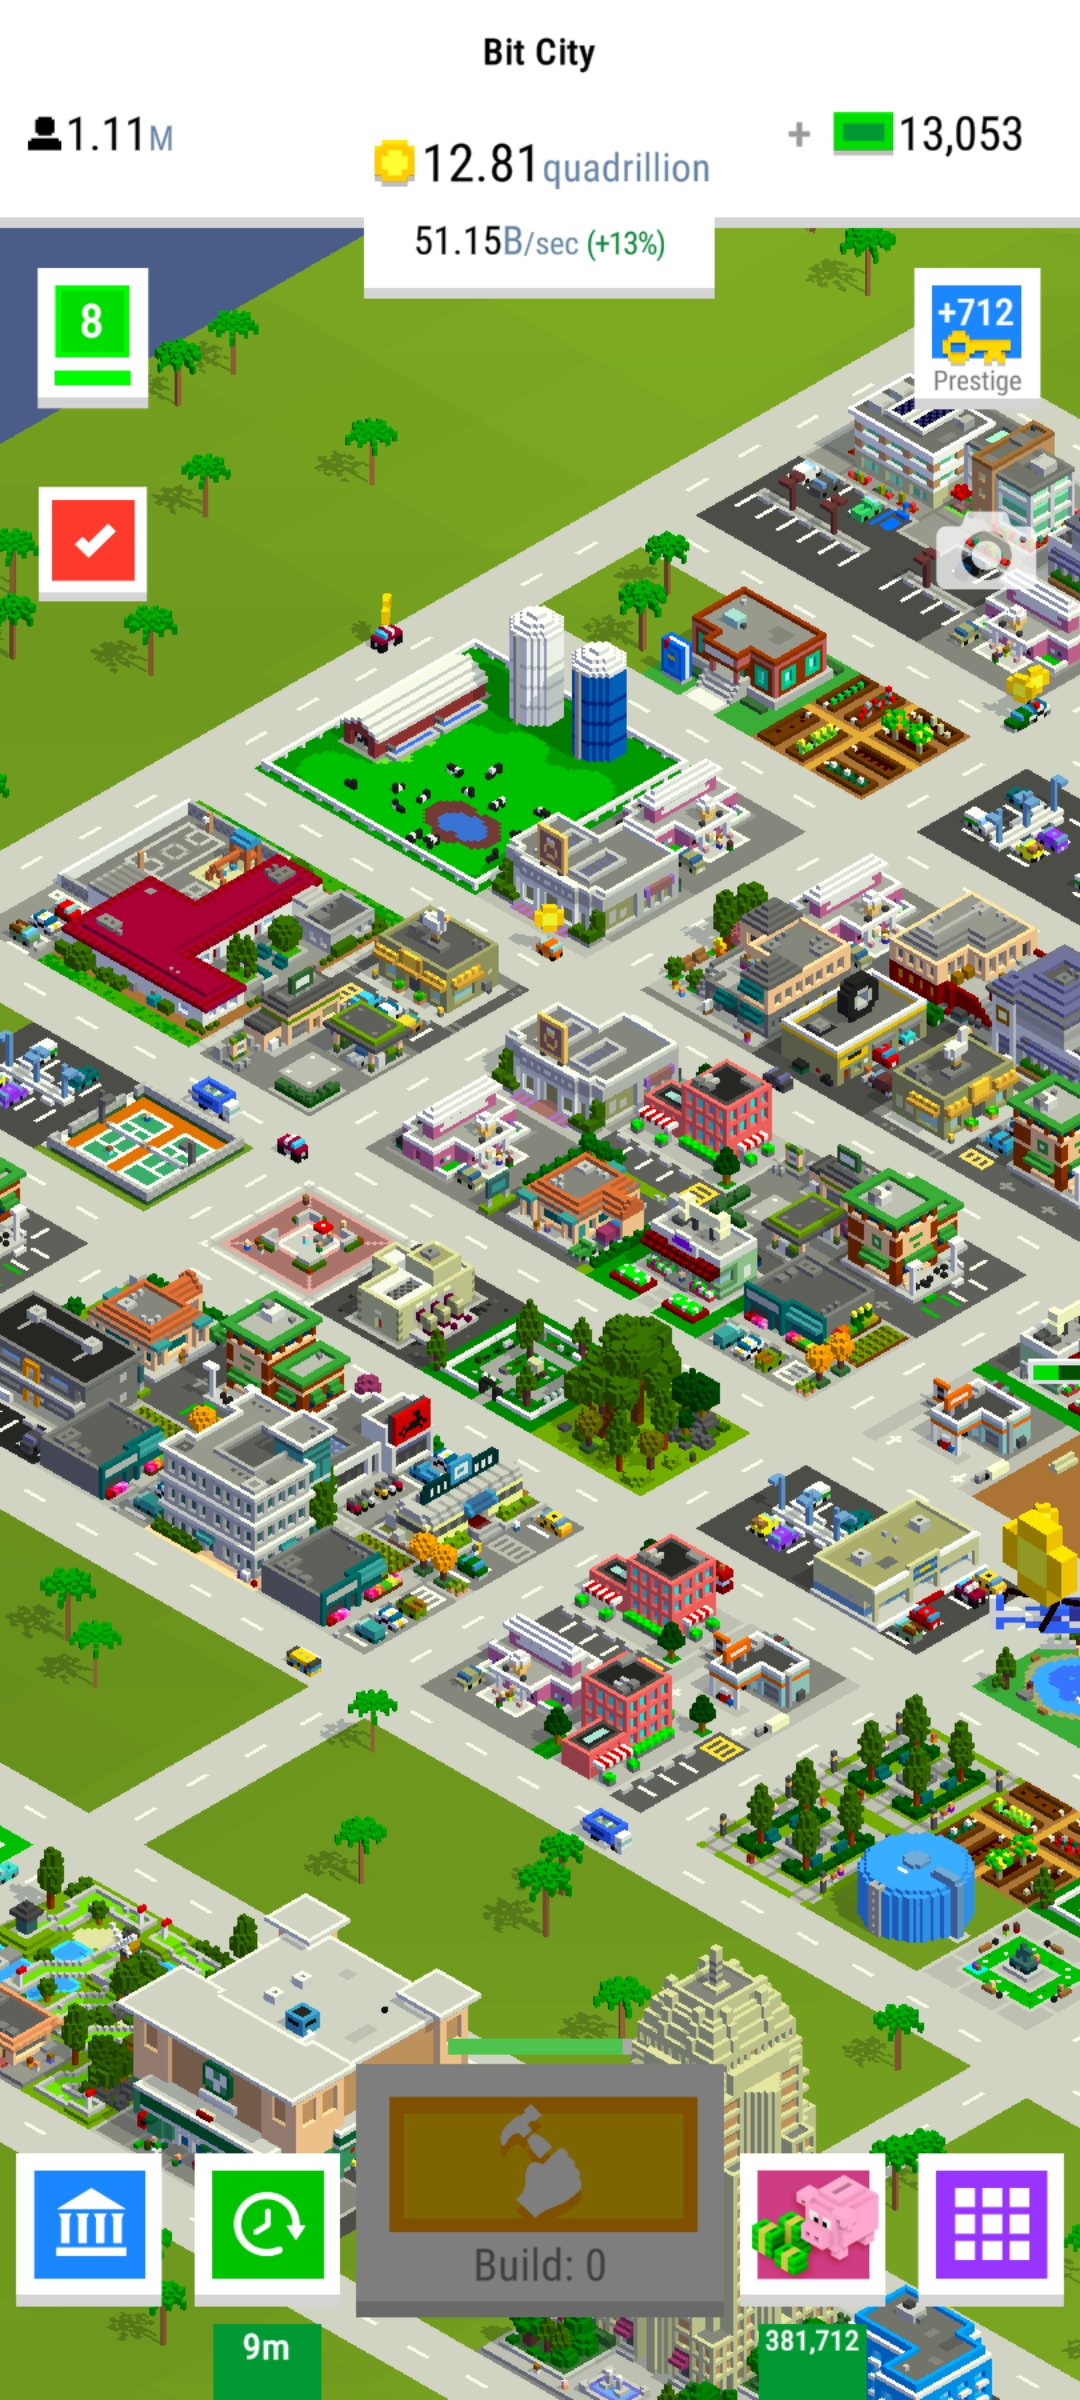 Bit City
1.11M
12.81quadrillion
+ 13,053
51.15B/sec (+13%)
8
+712
Prestige
Build: 0
9m
381,712